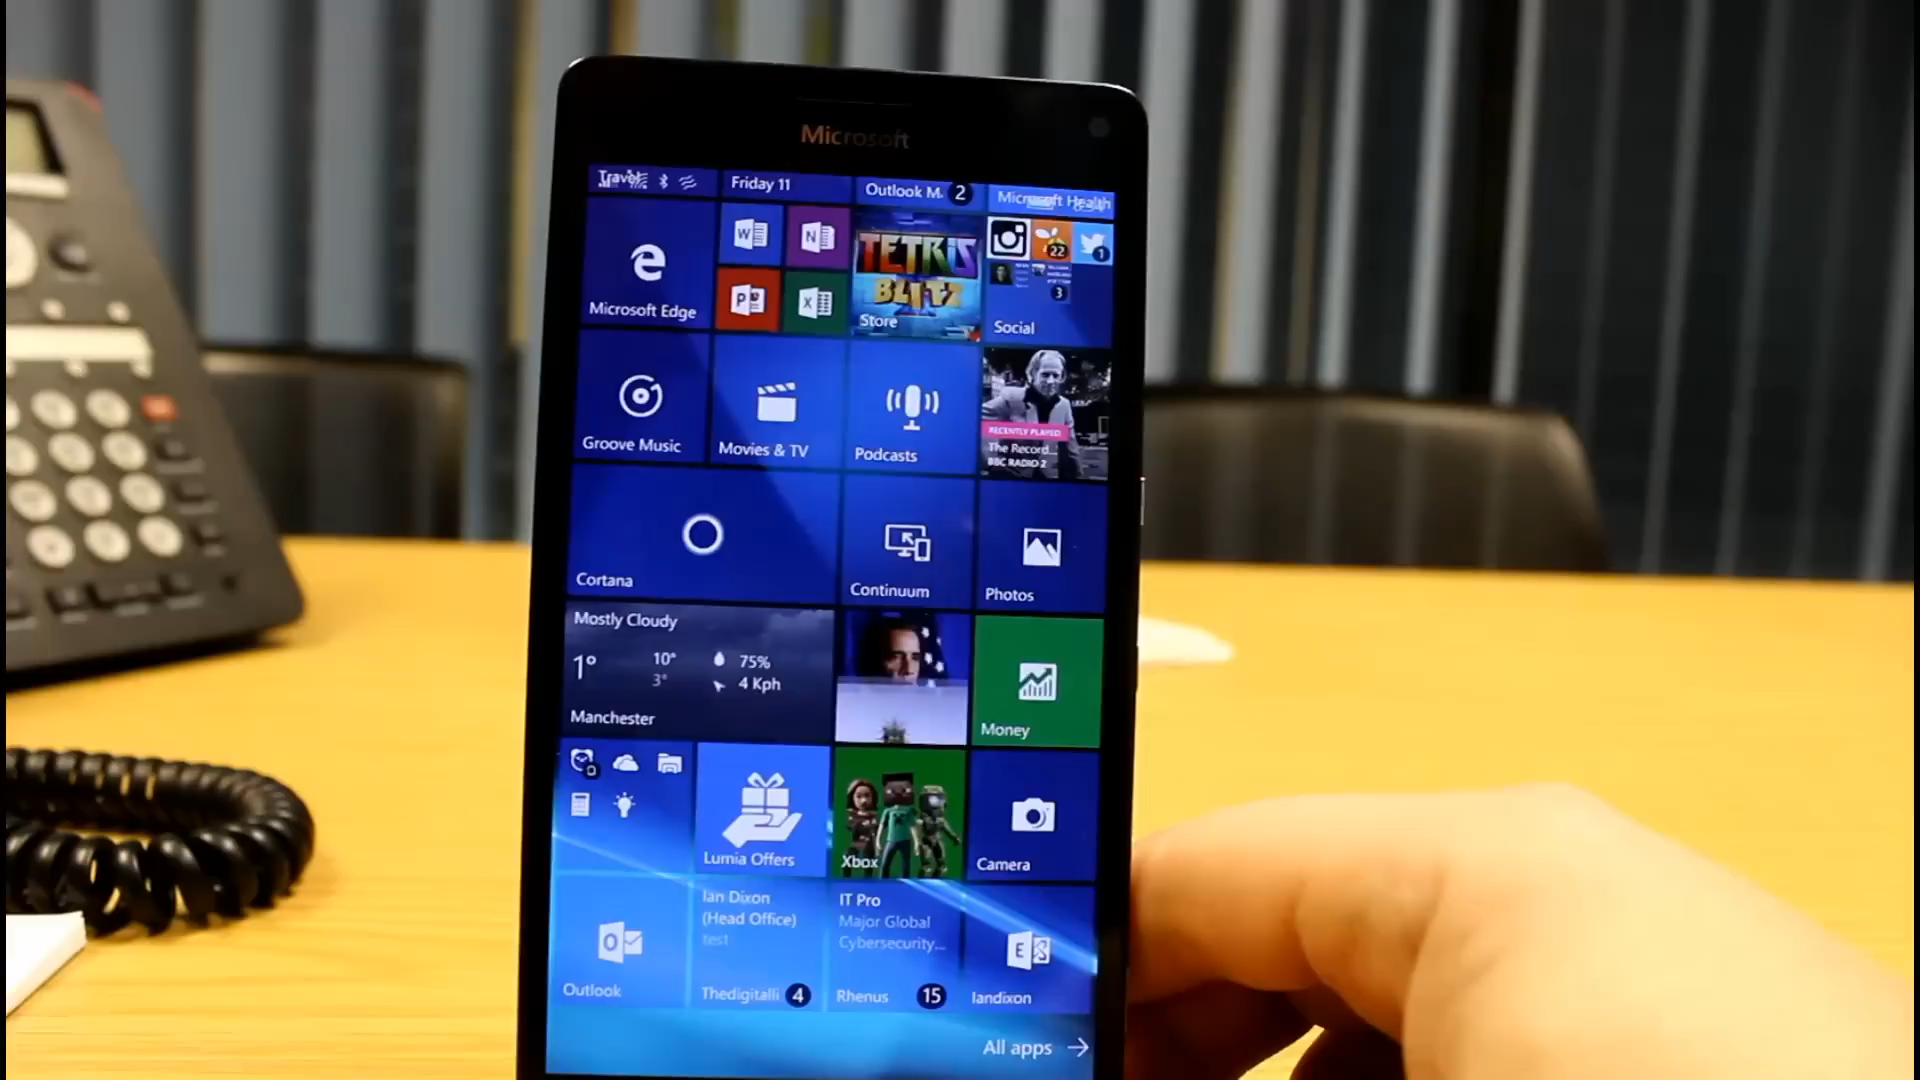 Microsoft
Travel
Friday 11
Outlook M
2
Microsoft Health
Microsoft Edge
W
N
P
X
TETRIS
BLITZ
Store
22
1
3
Social
Groove Music
Movies & TV
Podcasts
RECENTLY PLAYED
The Record...
BBC RADIO 2
Cortana
Continuum
Photos
Mostly Cloudy
1°
10°
3°
75%
4 Kph
Manchester
Money
Lumia Offers
Xbox
Camera
Ian Dixon
(Head Office)
test
IT Pro
Major Global
Cybersecurity...
O
E
Outlook
Thedigitalli
4
Rhenus
15
Iandixon
All apps